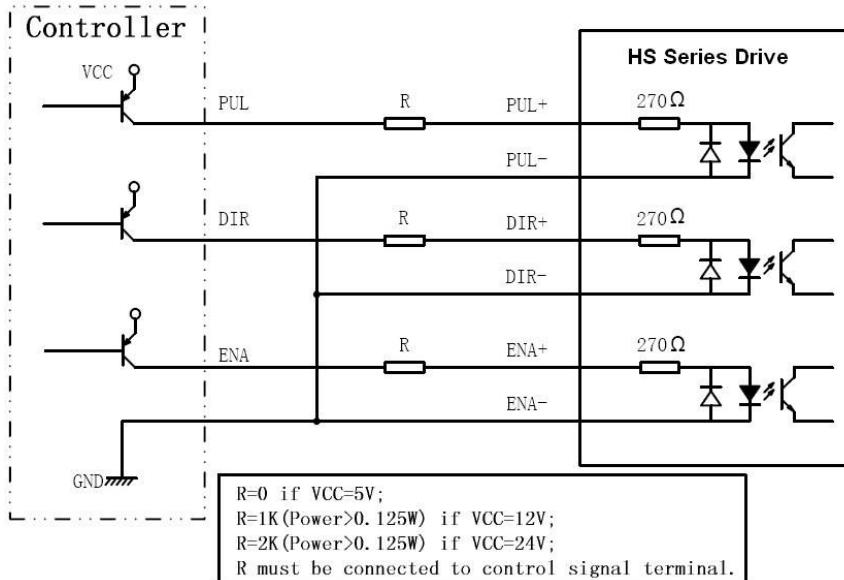 Controller
HS Series Drive
VCC
PUL
R
PUL+
270Ω
PUL-
DIR
R
DIR+
270Ω
DIR-
ENA
R
ENA+
270Ω
ENA-
GND
R=0 if VCC=5V;
R=1K(Power>0.125W) if VCC=12V;
R=2K(Power>0.125W) if VCC=24V;
R must be connected to control signal terminal.